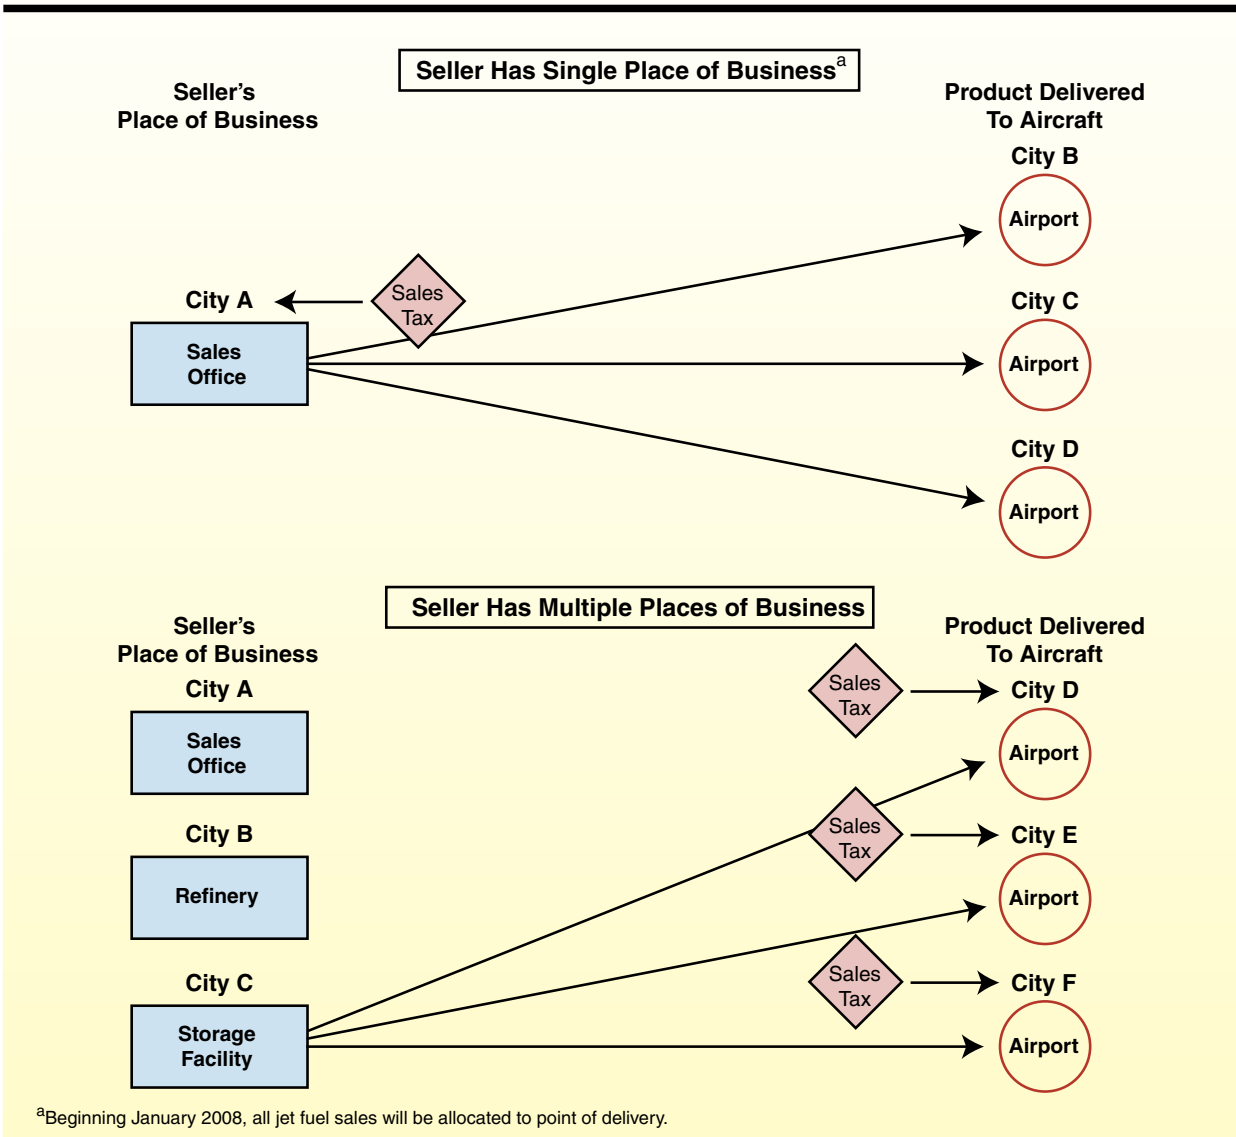 Seller Has Single Place of Businessᵃ
Seller's
Place of Business
Product Delivered
To Aircraft
City B
Airport
City A
Sales
Tax
Sales
Office
City C
Airport
City D
Airport
Seller Has Multiple Places of Business
Seller's
Place of Business
Product Delivered
To Aircraft
City A
Sales
Office
Sales
Tax
City D
Airport
City B
Refinery
Sales
Tax
City E
Airport
City C
Storage
Facility
Sales
Tax
City F
Airport
ᵃBeginning January 2008, all jet fuel sales will be allocated to point of delivery.